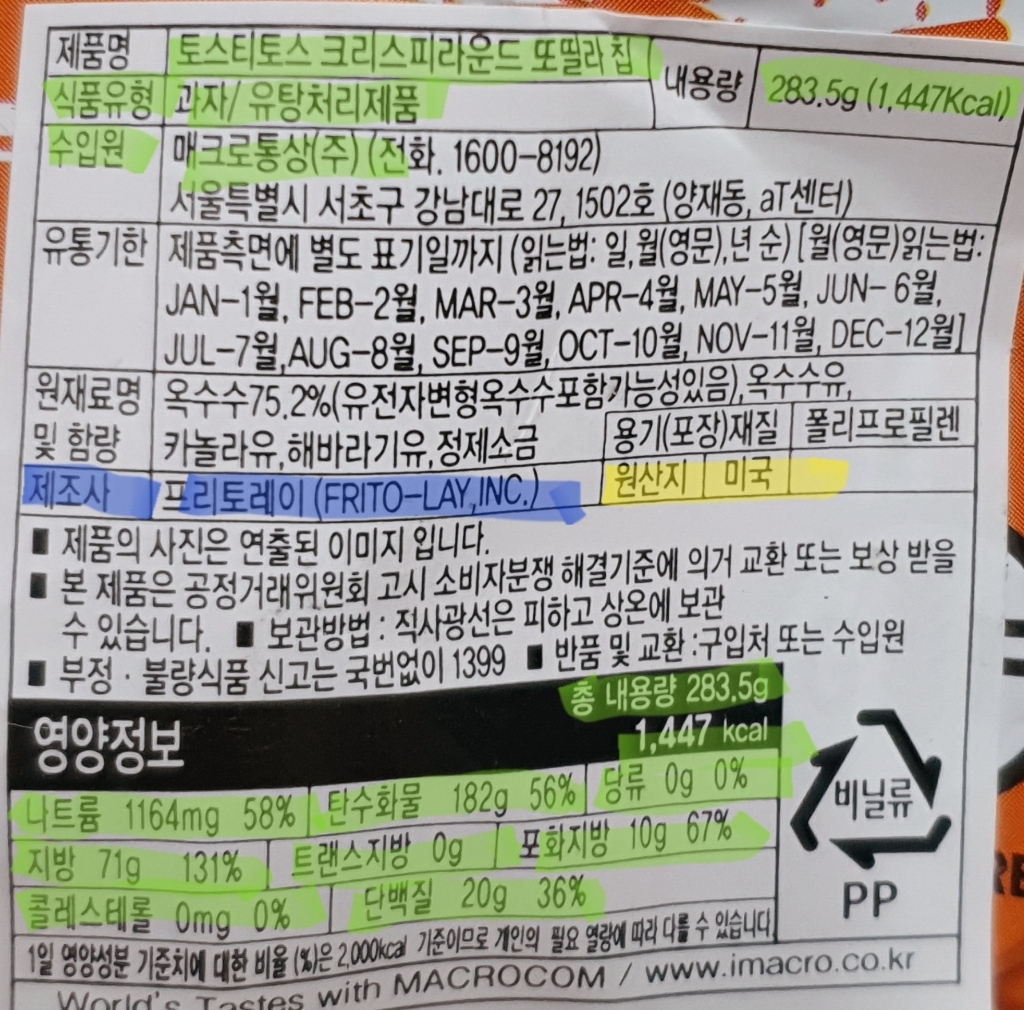 제품명 토스티토스 크리스피라운드 또띨라 칩 내용량 283.5g (1,447Kcal)
식품유형 과자/ 유탕처리제품
수입원 매크로통상(주) (전화. 1600-8192)
서울특별시 서초구 강남대로 27, 1502호 (양재동, aT센터)
유통기한 제품측면에 별도 표기일까지 (읽는법: 일,월(영문),년 순) [월(영문)읽는법:
JAN-1월, FEB-2월, MAR-3월, APR-4월, MAY-5월, JUN- 6월,
JUL-7월,AUG-8월, SEP-9월, OCT-10월, NOV-11월, DEC-12월]
원재료명 및 함량 옥수수75.2%(유전자변형옥수수포함가능성있음),옥수수유,
카놀라유,해바라기유,정제소금 용기(포장)재질 폴리프로필렌
제조사 프리토레이 (FRITO-LAY,INC.) 원산지 미국
■ 제품의 사진은 연출된 이미지 입니다.
■ 본 제품은 공정거래위원회 고시 소비자분쟁 해결기준에 의거 교환 또는 보상 받을
수 있습니다. ■ 보관방법 : 적사광선은 피하고 상온에 보관
■ 부정 · 불량식품 신고는 국번없이 1399 ■ 반품 및 교환 :구입처 또는 수입원
영양정보 총 내용량 283.5g
1,447 kcal
나트륨 1164mg 58% 탄수화물 182g 56% 당류 0g 0%
지방 71g 131% 트랜스지방 0g 포화지방 10g 67%
콜레스테롤 0mg 0% 단백질 20g 36%
1일 영양성분 기준치에 대한 비율 (%)은 2,000kcal 기준이므로 개인의 필요 열량에 따라 다를 수 있습니다.
비닐류
PP
World's Tastes with MACROCOM / www.imacro.co.kr